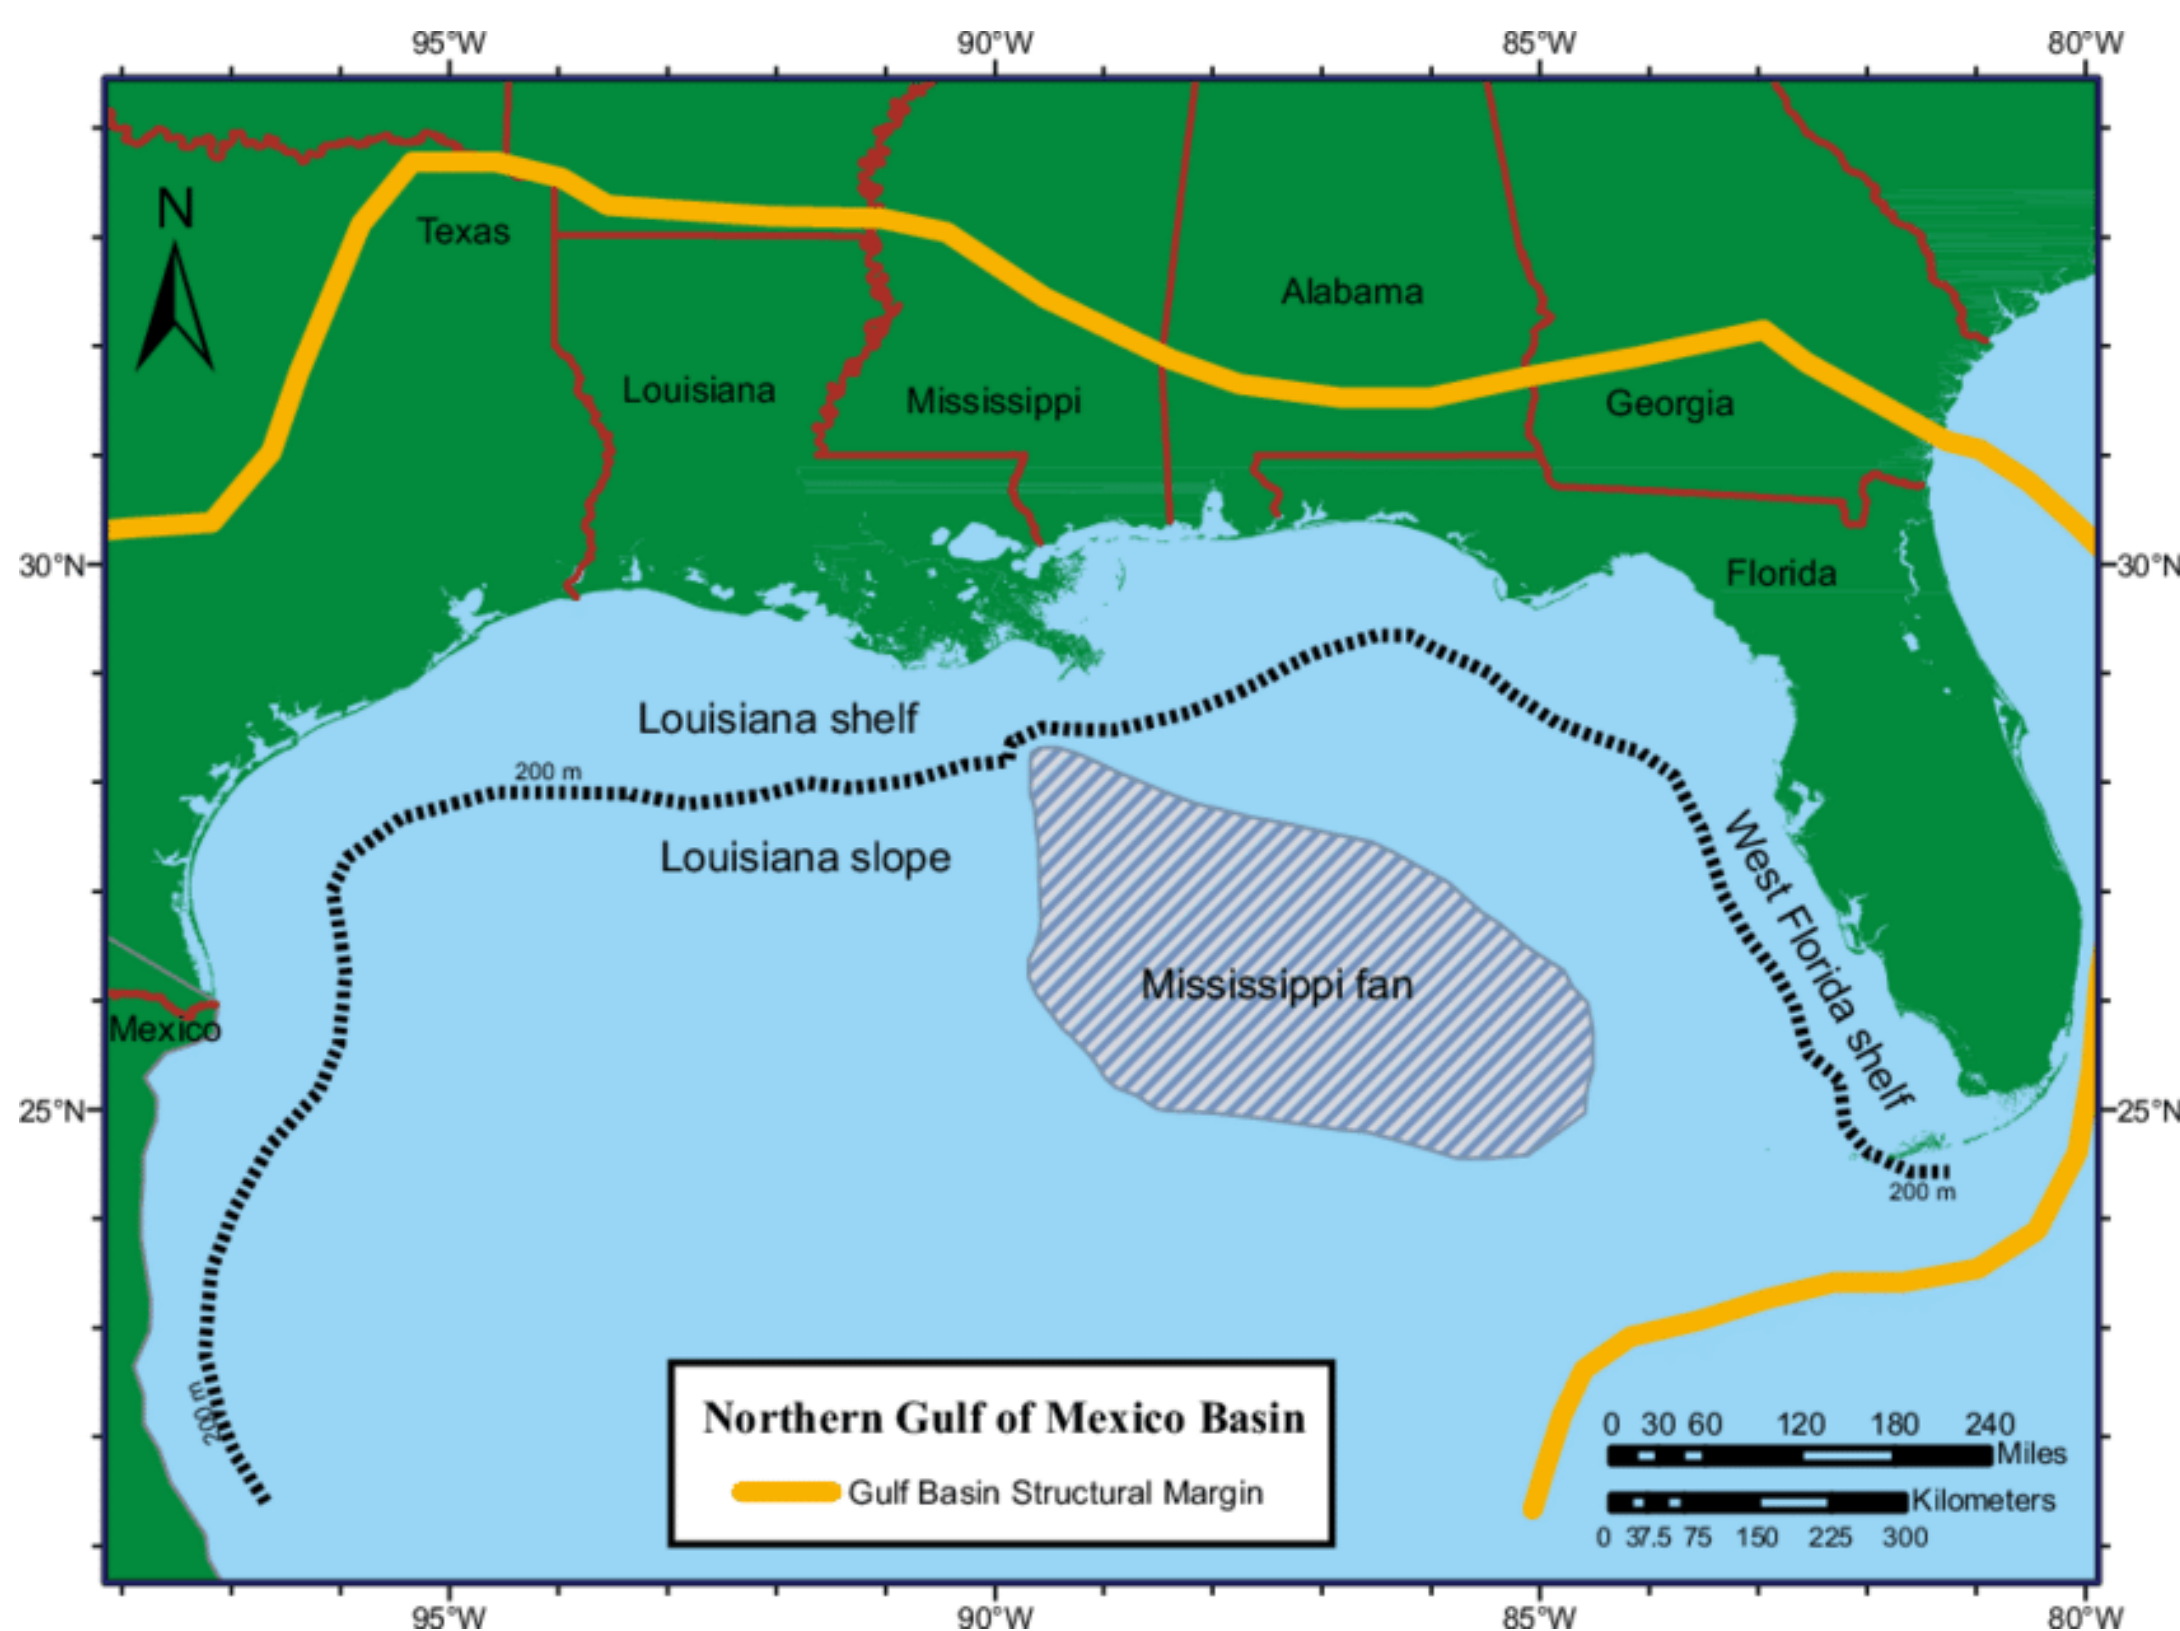 95°W
90°W
85°W
80°W
N
Texas
Alabama
Louisiana
Mississippi
Georgia
30°N
30°N
Florida
Louisiana shelf
200 m
Louisiana slope
West Florida shelf
Mississippi fan
Mexico
25°N
25°N
200 m
200 m
Northern Gulf of Mexico Basin
Gulf Basin Structural Margin
0 30 60 120 180 240
Miles
Kilometers
0 37.5 75 150 225 300
95°W
90°W
85°W
80°W